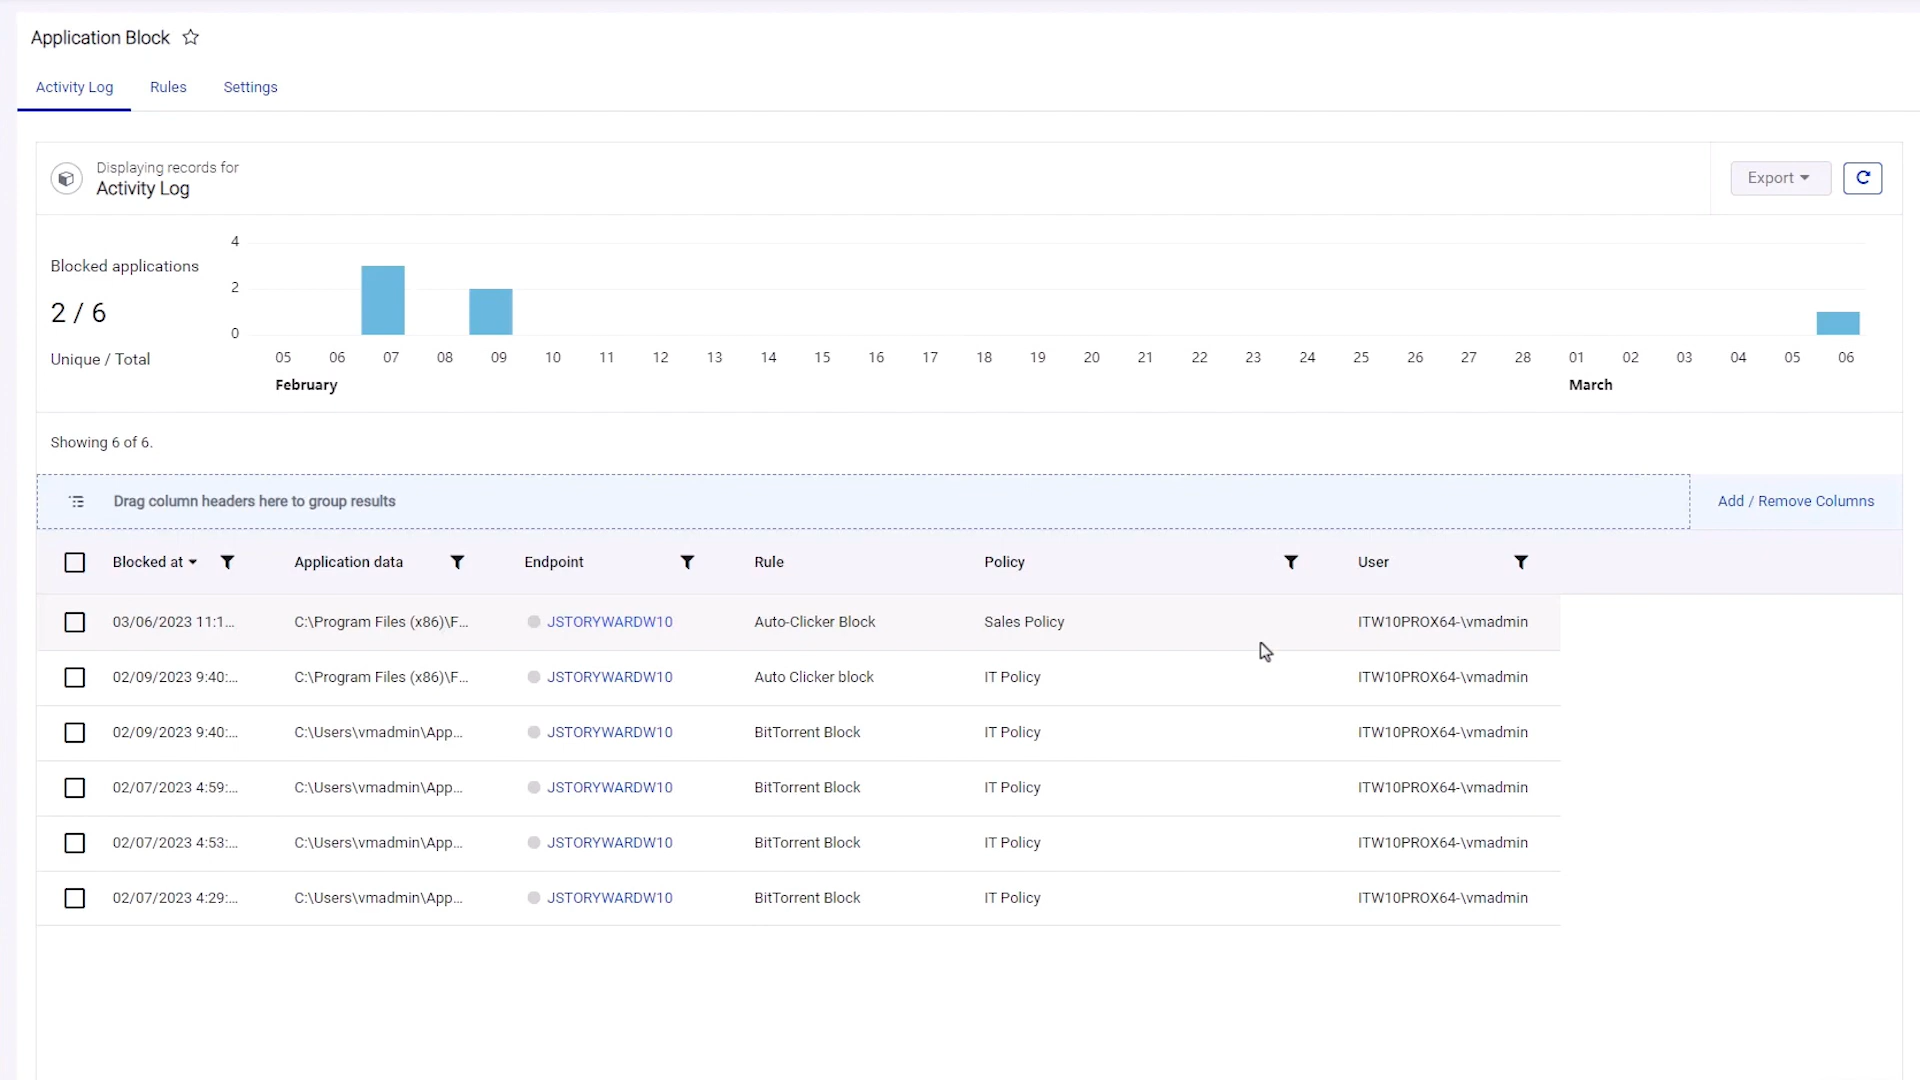 Application Block
Activity Log Rules Settings
Displaying records for
Activity Log
Export
Blocked applications
2 / 6
Unique / Total
4
2
0
05 06 07 08 09 10 11 12 13 14 15 16 17 18 19 20 21 22 23 24 25 26 27 28 01 02 03 04 05 06
February March
Showing 6 of 6.
Drag column headers here to group results
Add / Remove Columns
Blocked at Application data Endpoint Rule Policy User
03/06/2023 11:1... C:\Program Files (x86)\F... JSTORYWARDW10 Auto-Clicker Block Sales Policy ITW10PROX64-\vmadmin
02/09/2023 9:40:... C:\Program Files (x86)\F... JSTORYWARDW10 Auto Clicker block IT Policy ITW10PROX64-\vmadmin
02/09/2023 9:40:... C:\Users\vmadmin\App... JSTORYWARDW10 BitTorrent Block IT Policy ITW10PROX64-\vmadmin
02/07/2023 4:59:... C:\Users\vmadmin\App... JSTORYWARDW10 BitTorrent Block IT Policy ITW10PROX64-\vmadmin
02/07/2023 4:53:... C:\Users\vmadmin\App... JSTORYWARDW10 BitTorrent Block IT Policy ITW10PROX64-\vmadmin
02/07/2023 4:29:... C:\Users\vmadmin\App... JSTORYWARDW10 BitTorrent Block IT Policy ITW10PROX64-\vmadmin